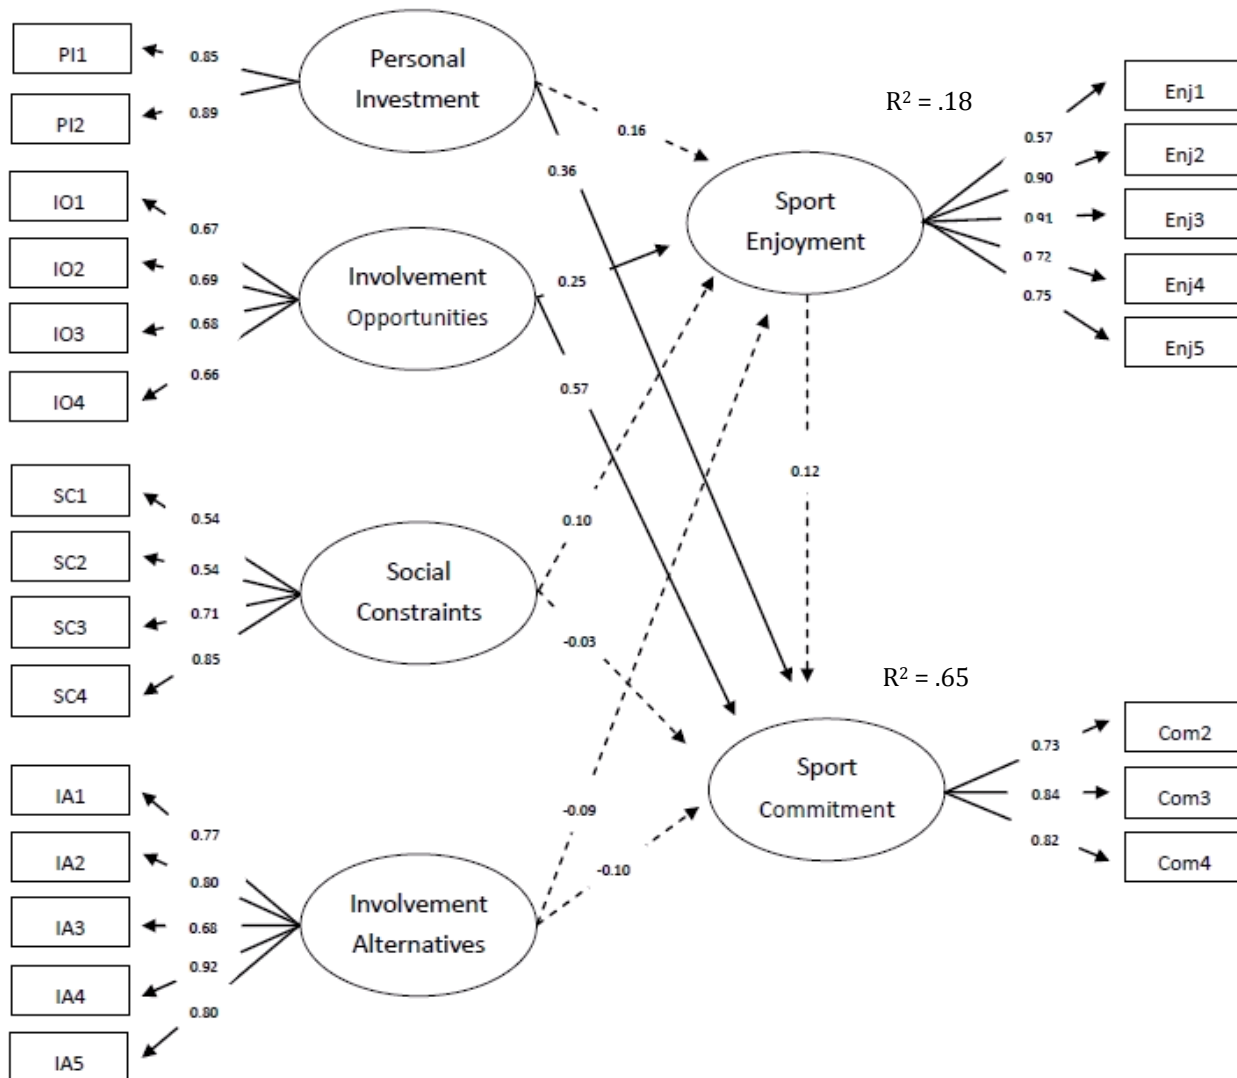 PI1
0.85
PI2
0.89
Personal
Investment
IO1
0.67
IO2
0.69
IO3
0.68
IO4
0.66
Involvement
Opportunities
SC1
0.54
SC2
0.54
SC3
0.71
SC4
0.85
Social
Constraints
IA1
0.77
IA2
0.80
IA3
0.68
IA4
0.92
IA5
0.80
Involvement
Alternatives
0.16
0.36
0.25
0.57
0.10
-0.03
-0.09
-0.10
0.12
R² = .18
Sport
Enjoyment
0.57
Enj1
0.90
Enj2
0.91
Enj3
0.72
Enj4
0.75
Enj5
R² = .65
Sport
Commitment
0.73
Com2
0.84
Com3
0.82
Com4